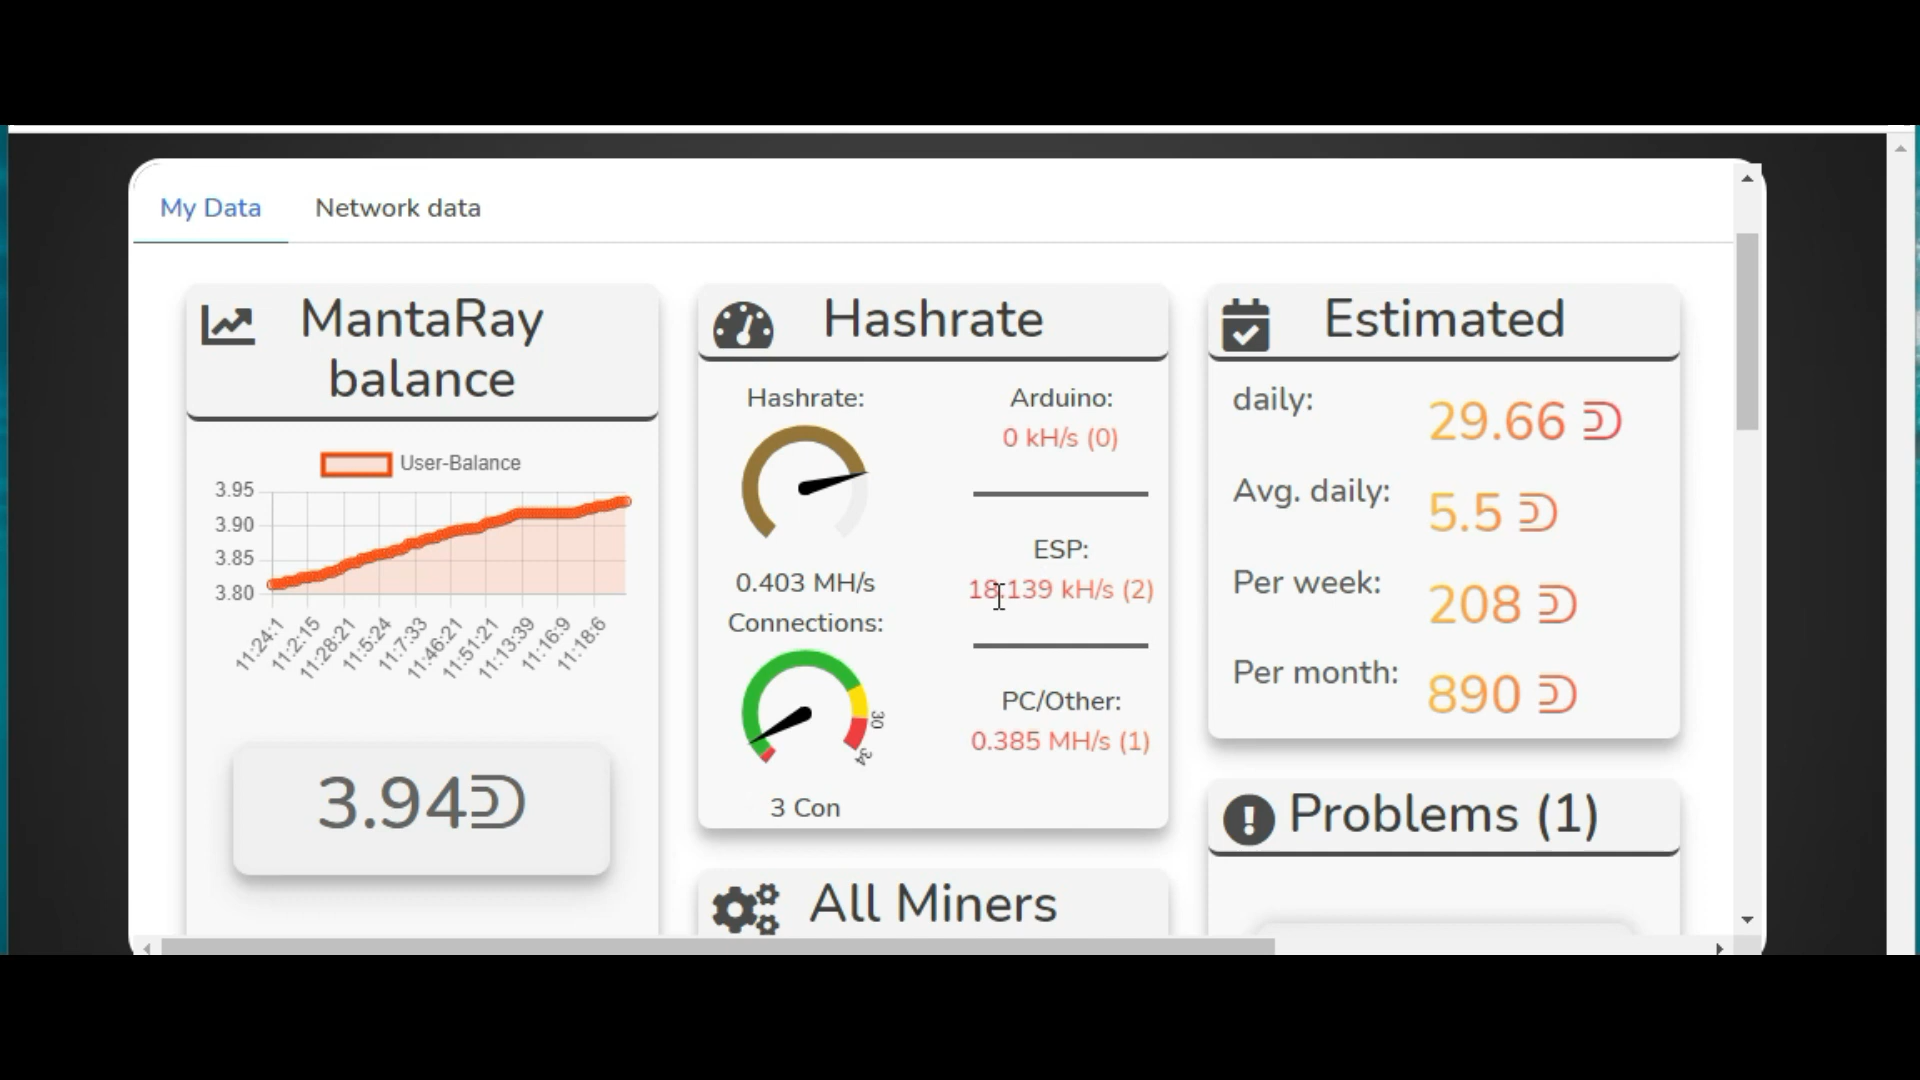 My Data
Network data
MantaRay
balance
User-Balance
3.95
3.90
3.85
3.80
11:24:1
11:2:15
11:28:21
11:5:24
11:7:33
11:46:21
11:51:21
11:13:39
11:16:9
11:18:6
3.94
Hashrate
Hashrate:
0.403 MH/s
Connections:
30
34
3 Con
Arduino:
0 kH/s (0)
ESP:
18.139 kH/s (2)
PC/Other:
0.385 MH/s (1)
All Miners
Estimated
daily:
29.66
Avg. daily:
5.5
Per week:
208
Per month:
890
Problems (1)